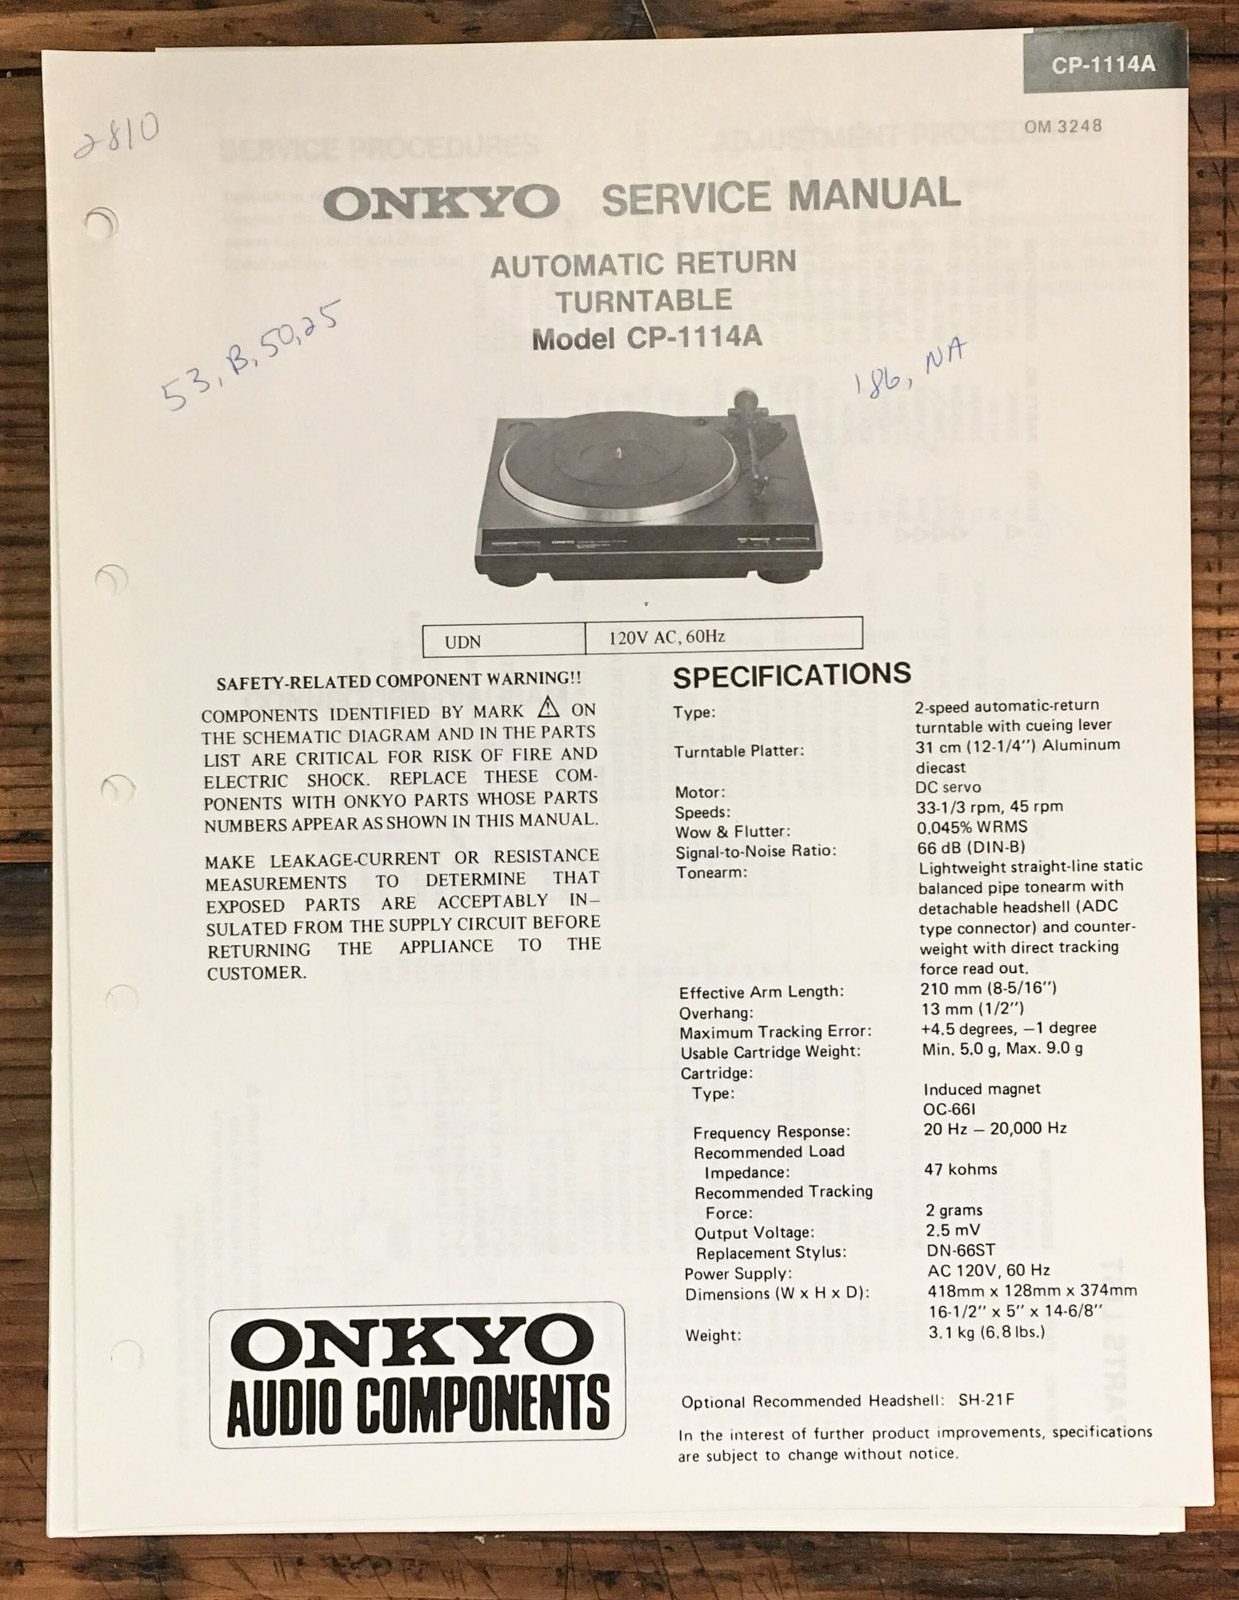 CP-1114A
OM 3248
2810
ONKYO SERVICE MANUAL
AUTOMATIC RETURN
TURNTABLE
Model CP-1114A
53, B, 50, 25
186, NA
ONKYO
UDN 120V AC, 60Hz
SAFETY-RELATED COMPONENT WARNING!!
COMPONENTS IDENTIFIED BY MARK ⚠ ON
THE SCHEMATIC DIAGRAM AND IN THE PARTS
LIST ARE CRITICAL FOR RISK OF FIRE AND
ELECTRIC SHOCK. REPLACE THESE COM-
PONENTS WITH ONKYO PARTS WHOSE PARTS
NUMBERS APPEAR AS SHOWN IN THIS MANUAL.
MAKE LEAKAGE-CURRENT OR RESISTANCE
MEASUREMENTS TO DETERMINE THAT
EXPOSED PARTS ARE ACCEPTABLY IN–
SULATED FROM THE SUPPLY CIRCUIT BEFORE
RETURNING THE APPLIANCE TO THE
CUSTOMER.
SPECIFICATIONS
Type: 2-speed automatic-return
turntable with cueing lever
Turntable Platter: 31 cm (12-1/4″) Aluminum
diecast
Motor: DC servo
Speeds: 33-1/3 rpm, 45 rpm
Wow & Flutter: 0.045% WRMS
Signal-to-Noise Ratio: 66 dB (DIN-B)
Tonearm: Lightweight straight-line static
balanced pipe tonearm with
detachable headshell (ADC
type connector) and counter-
weight with direct tracking
force read out.
Effective Arm Length: 210 mm (8-5/16″)
Overhang: 13 mm (1/2″)
Maximum Tracking Error: +4.5 degrees, −1 degree
Usable Cartridge Weight: Min. 5.0 g, Max. 9.0 g
Cartridge:
Type: Induced magnet
OC-66I
Frequency Response: 20 Hz – 20,000 Hz
Recommended Load
Impedance: 47 kohms
Recommended Tracking
Force: 2 grams
Output Voltage: 2.5 mV
Replacement Stylus: DN-66ST
Power Supply: AC 120V, 60 Hz
Dimensions (W x H x D): 418mm x 128mm x 374mm
16-1/2″ x 5″ x 14-6/8″
Weight: 3.1 kg (6.8 lbs.)
Optional Recommended Headshell: SH-21F
In the interest of further product improvements, specifications
are subject to change without notice.
ONKYO
AUDIO COMPONENTS